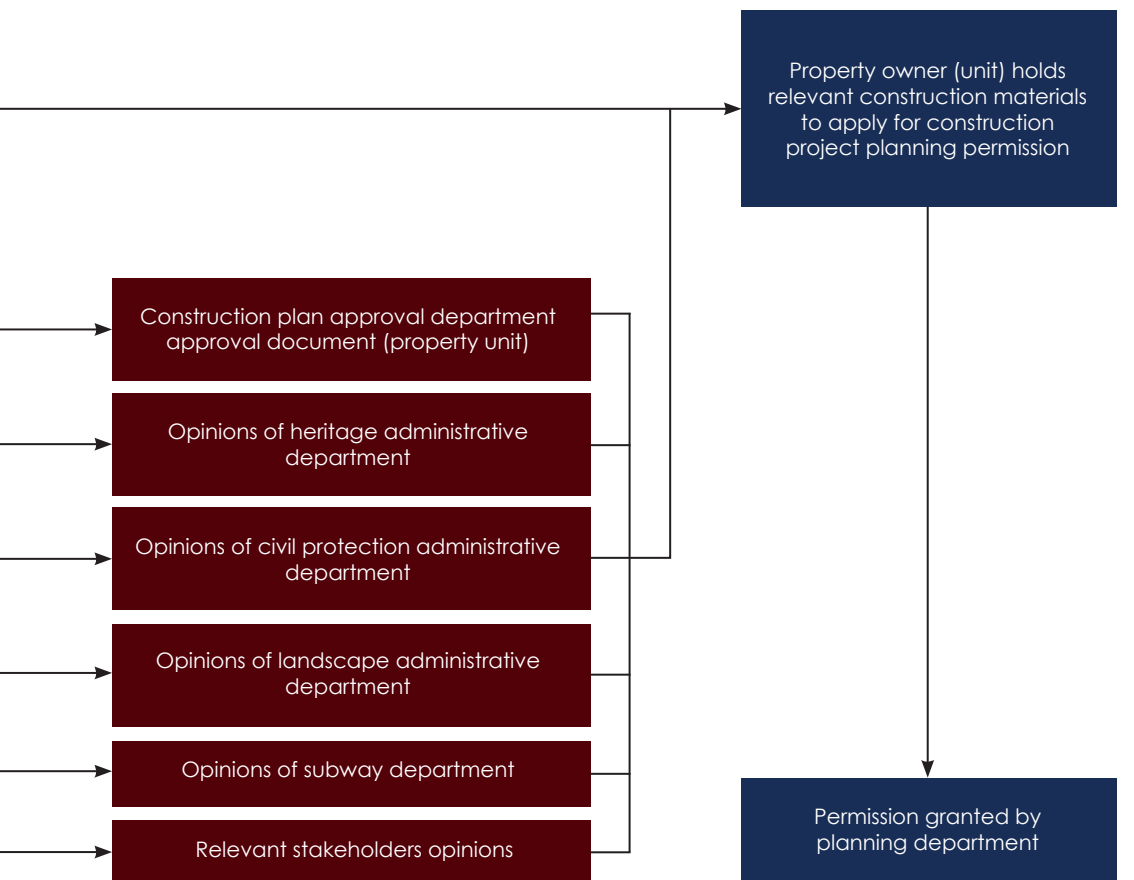 Property owner (unit) holds
relevant construction materials
to apply for construction
project planning permission
Construction plan approval department
approval document (property unit)
Opinions of heritage administrative
department
Opinions of civil protection administrative
department
Opinions of landscape administrative
department
Opinions of subway department
Relevant stakeholders opinions
Permission granted by
planning department